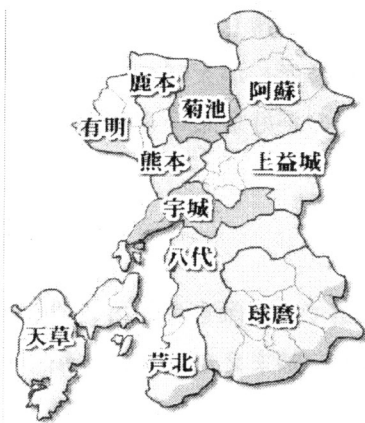 鹿本
菊池
阿蘇
有明
熊本
上益城
宇城
八代
球磨
天草
芦北